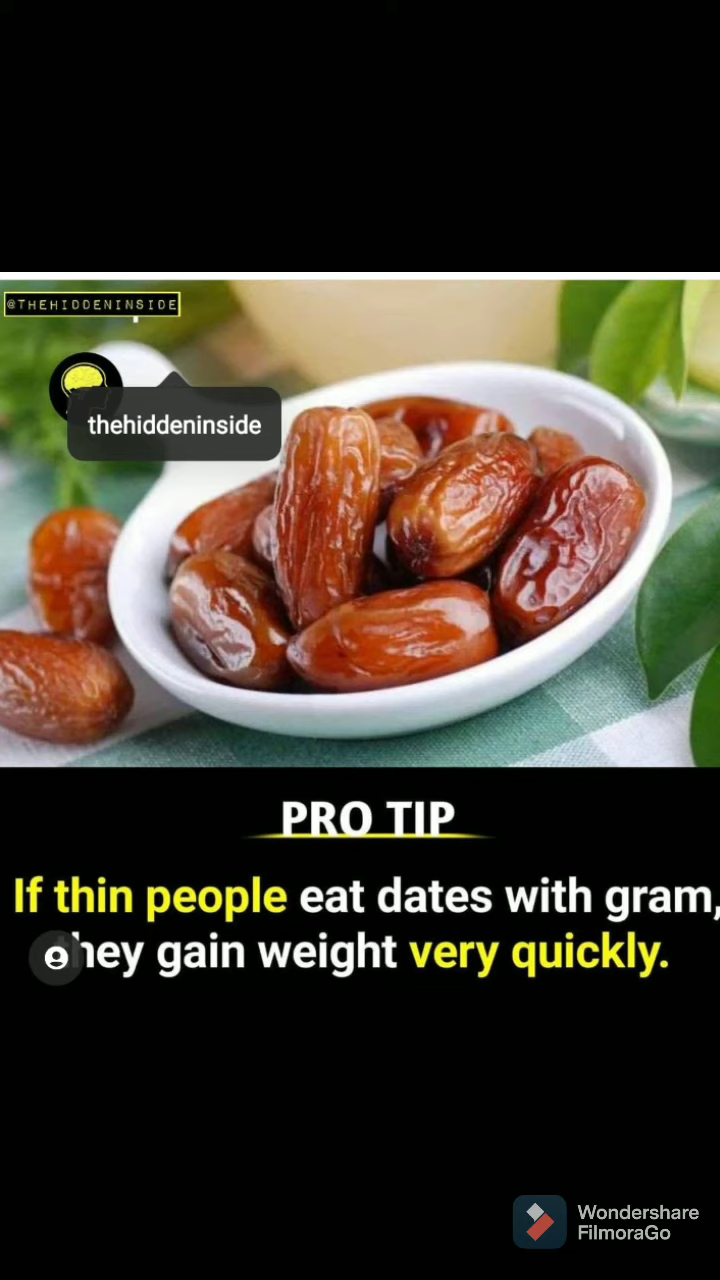 @THEHIDDENINSIDE
thehiddeninside
PRO TIP
If thin people eat dates with gram,
they gain weight very quickly.
Wondershare
FilmoraGo